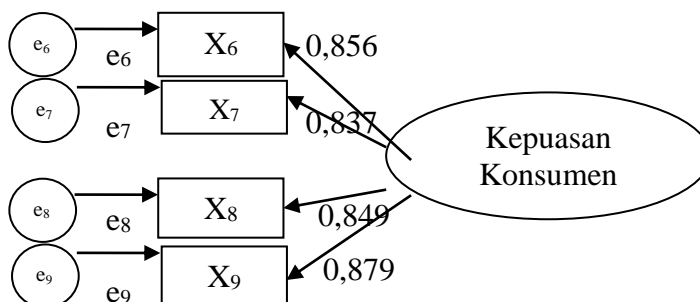 e₆ e₆ X₆ 0,856
e₇ e₇ X₇ 0,837
Kepuasan
Konsumen
e₈ e₈ X₈ 0,849
e₉ e₉ X₉ 0,879